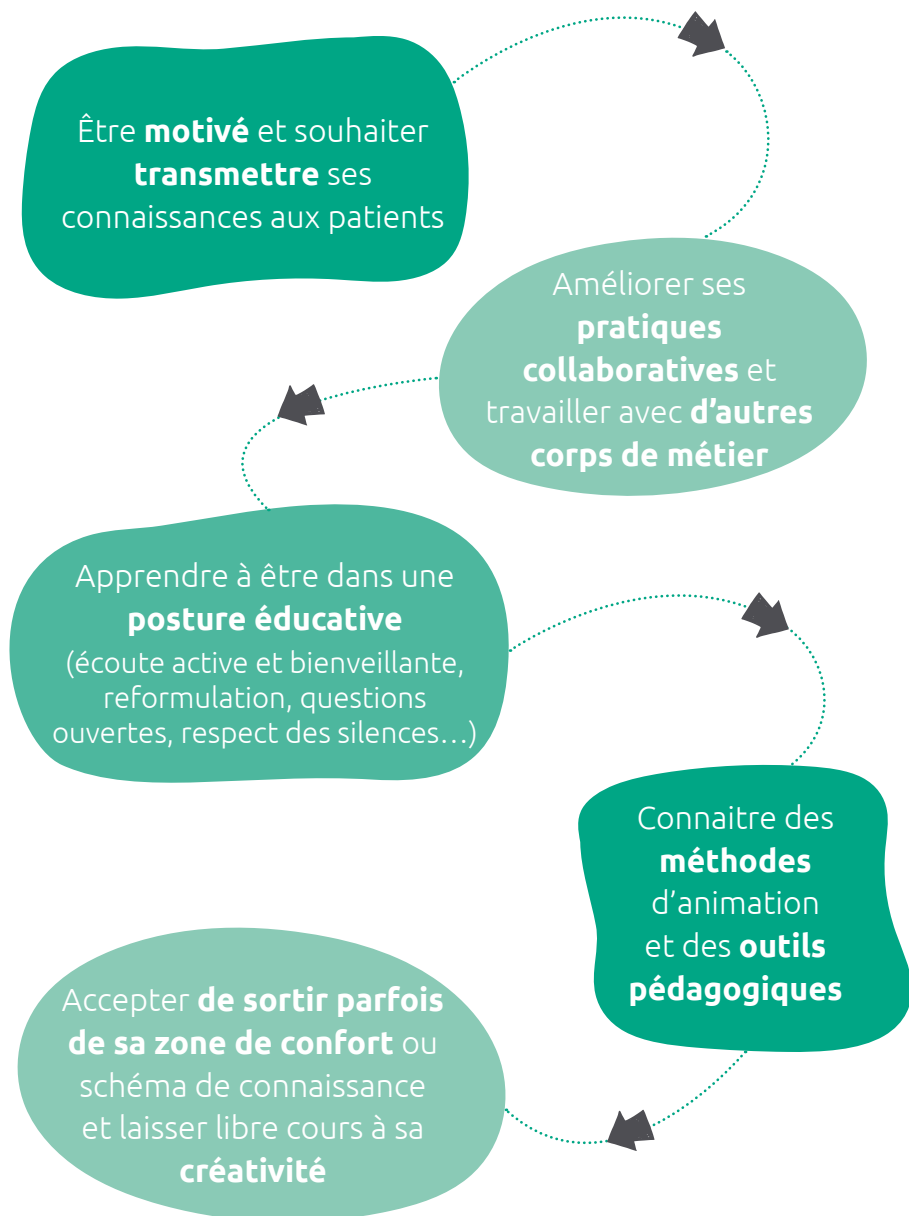 Être motivé et souhaiter
transmettre ses
connaissances aux patients
Améliorer ses
pratiques
collaboratives et
travailler avec d'autres
corps de métier
Apprendre à être dans une
posture éducative
(écoute active et bienveillante,
reformulation, questions
ouvertes, respect des silences…)
Connaitre des
méthodes
d'animation
et des outils
pédagogiques
Accepter de sortir parfois
de sa zone de confort ou
schéma de connaissance
et laisser libre cours à sa
créativité